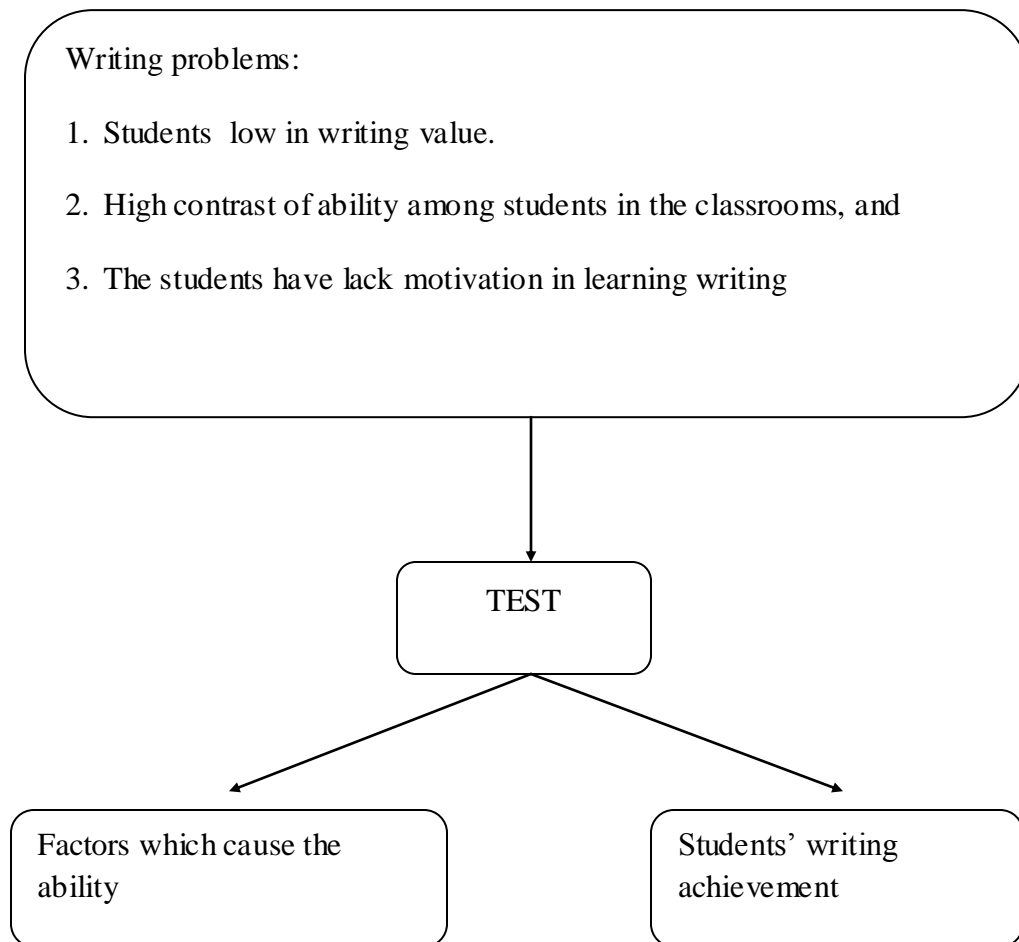 Writing problems:
1. Students low in writing value.
2. High contrast of ability among students in the classrooms, and
3. The students have lack motivation in learning writing
TEST
Factors which cause the
ability
Students’ writing
achievement